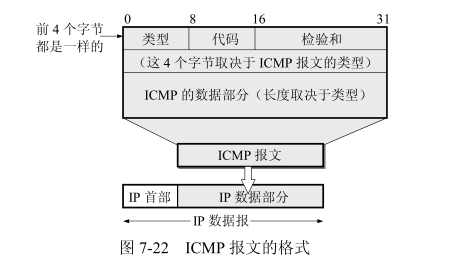 0 8 16 31
前 4 个字节
都是一样的
类型 代码 检验和
(这 4 个字节取决于 ICMP 报文的类型)
ICMP 的数据部分(长度取决于类型)
ICMP 报文
IP 首部 IP 数据部分
IP 数据报
图 7-22 ICMP 报文的格式